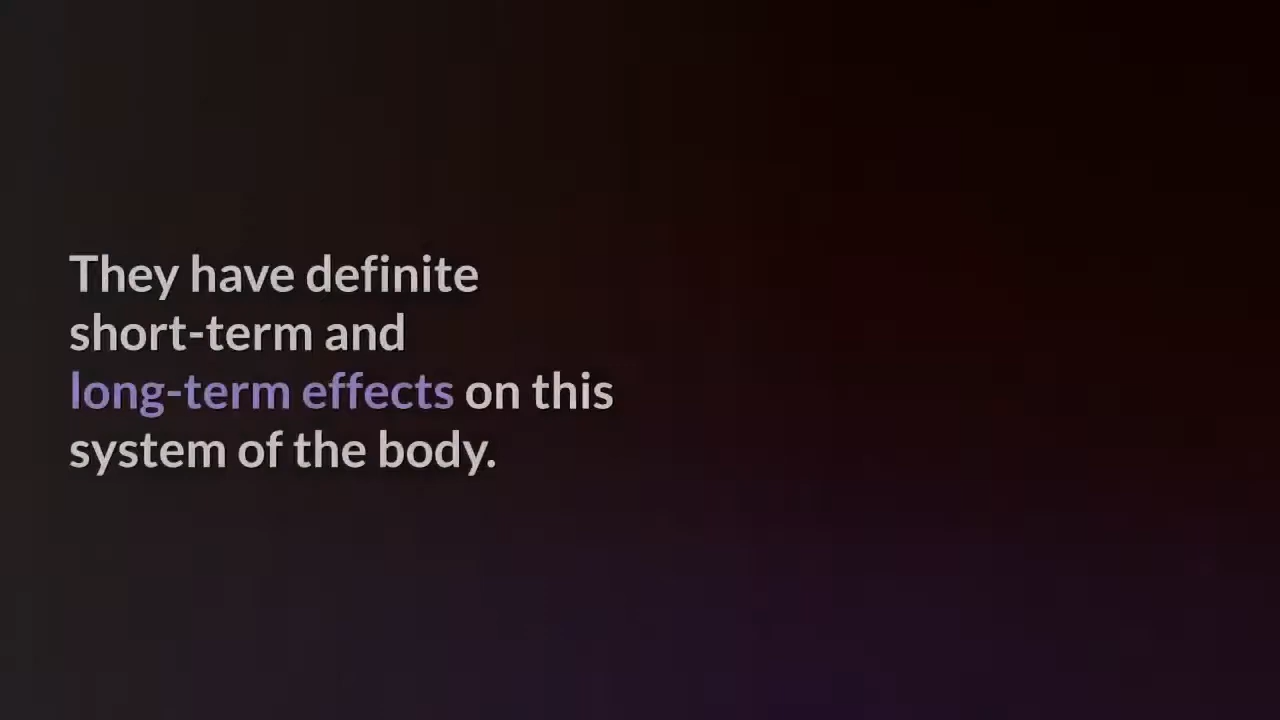 They have definite
short-term and
long-term effects on this
system of the body.